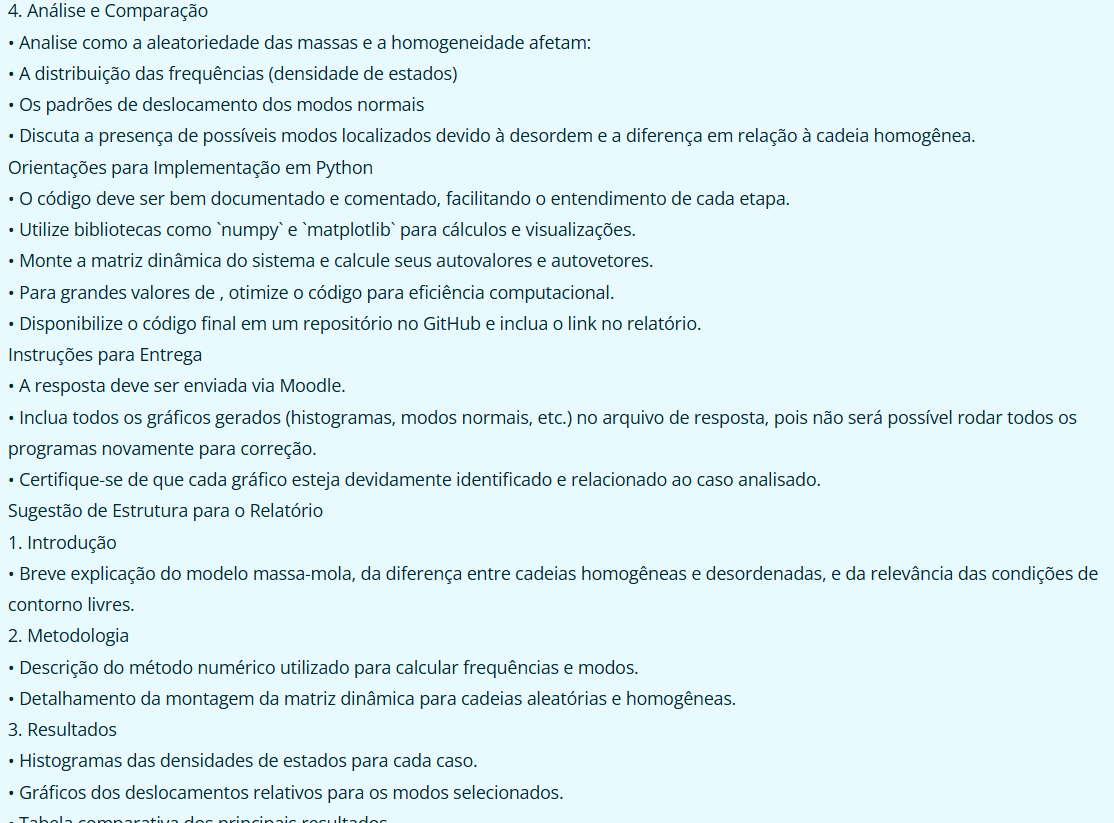 4. Análise e Comparação
• Analise como a aleatoriedade das massas e a homogeneidade afetam:
• A distribuição das frequências (densidade de estados)
• Os padrões de deslocamento dos modos normais
• Discuta a presença de possíveis modos localizados devido à desordem e a diferença em relação à cadeia homogênea.
Orientações para Implementação em Python
• O código deve ser bem documentado e comentado, facilitando o entendimento de cada etapa.
• Utilize bibliotecas como `numpy` e `matplotlib` para cálculos e visualizações.
• Monte a matriz dinâmica do sistema e calcule seus autovalores e autovetores.
• Para grandes valores de , otimize o código para eficiência computacional.
• Disponibilize o código final em um repositório no GitHub e inclua o link no relatório.
Instruções para Entrega
• A resposta deve ser enviada via Moodle.
• Inclua todos os gráficos gerados (histogramas, modos normais, etc.) no arquivo de resposta, pois não será possível rodar todos os
programas novamente para correção.
• Certifique-se de que cada gráfico esteja devidamente identificado e relacionado ao caso analisado.
Sugestão de Estrutura para o Relatório
1. Introdução
• Breve explicação do modelo massa-mola, da diferença entre cadeias homogêneas e desordenadas, e da relevância das condições de
contorno livres.
2. Metodologia
• Descrição do método numérico utilizado para calcular frequências e modos.
• Detalhamento da montagem da matriz dinâmica para cadeias aleatórias e homogêneas.
3. Resultados
• Histogramas das densidades de estados para cada caso.
• Gráficos dos deslocamentos relativos para os modos selecionados.
• Tabela comparativa dos principais resultados